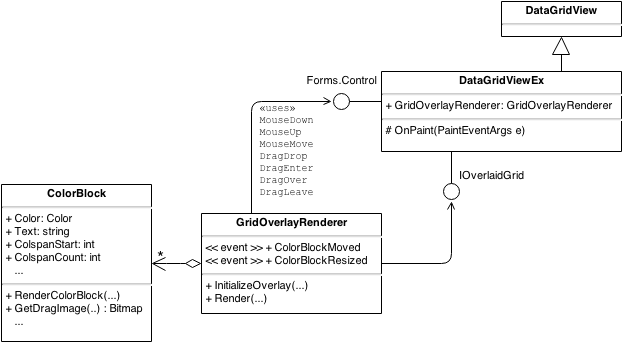 DataGridView
Forms.Control
DataGridViewEx
+ GridOverlayRenderer: GridOverlayRenderer
# OnPaint(PaintEventArgs e)
«uses»
MouseDown
MouseUp
MouseMove
DragDrop
DragEnter
DragOver
DragLeave
IOverlaidGrid
ColorBlock
+ Color: Color
+ Text: string
+ ColspanStart: int
+ ColspanCount: int
...
+ RenderColorBlock(...)
+ GetDragImage(..) : Bitmap
...
*
GridOverlayRenderer
<< event >> + ColorBlockMoved
<< event >> + ColorBlockResized
+ InitializeOverlay(...)
+ Render(...)